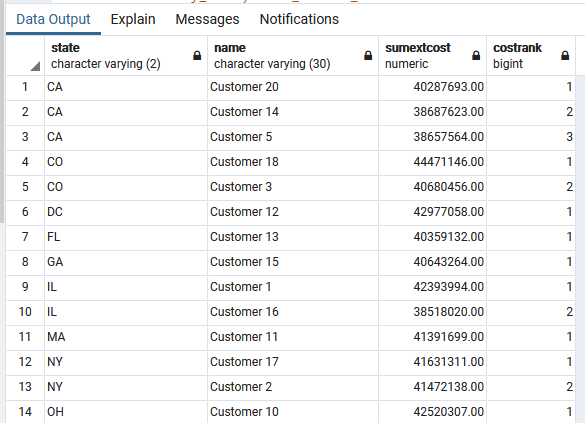 Data Output Explain Messages Notifications
state name sumextcost costrank
character varying (2) character varying (30) numeric bigint
1 CA Customer 20 40287693.00 1
2 CA Customer 14 38687623.00 2
3 CA Customer 5 38657564.00 3
4 CO Customer 18 44471146.00 1
5 CO Customer 3 40680456.00 2
6 DC Customer 12 42977058.00 1
7 FL Customer 13 40359132.00 1
8 GA Customer 15 40643264.00 1
9 IL Customer 1 42393994.00 1
10 IL Customer 16 38518020.00 2
11 MA Customer 11 41391699.00 1
12 NY Customer 17 41631311.00 1
13 NY Customer 2 41472138.00 2
14 OH Customer 10 42520307.00 1